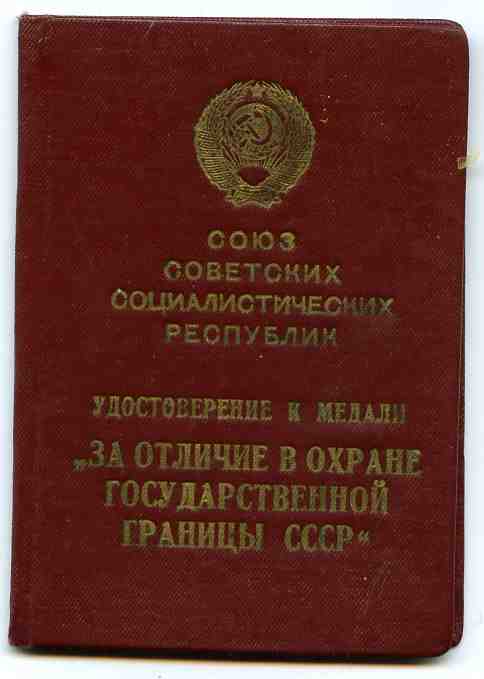 СОЮЗ
СОВЕТСКИХ
СОЦИАЛИСТИЧЕСКИХ
РЕСПУБЛИК
УДОСТОВЕРЕНИЕ К МЕДАЛИ
„ЗА ОТЛИЧИЕ В ОХРАНЕ
ГОСУДАРСТВЕННОЙ
ГРАНИЦЫ СССР“